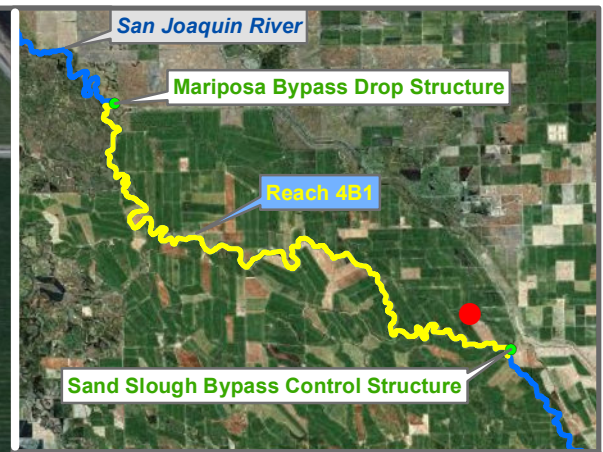 San Joaquin River
Mariposa Bypass Drop Structure
Reach 4B1
Sand Slough Bypass Control Structure